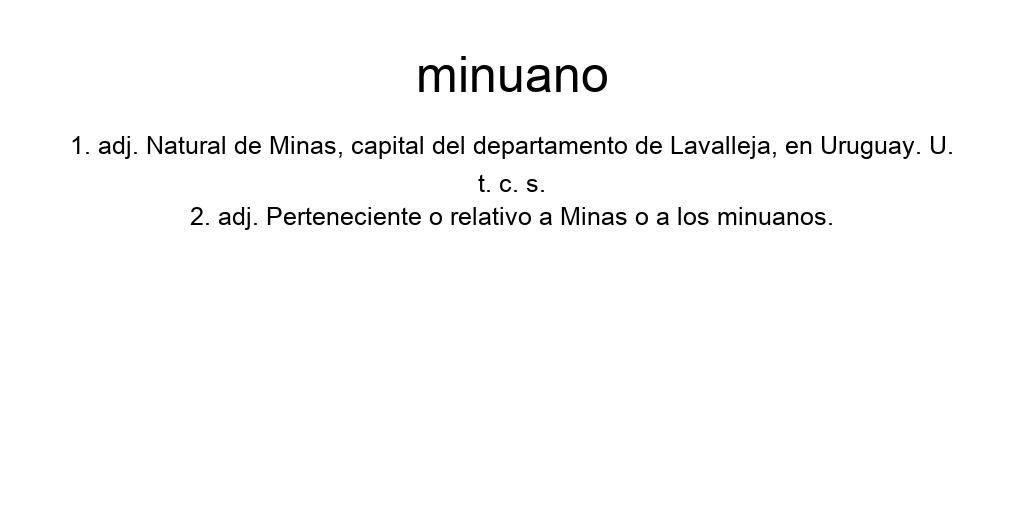 minuano
1. adj. Natural de Minas, capital del departamento de Lavalleja, en Uruguay. U.
t. c. s.
2. adj. Perteneciente o relativo a Minas o a los minuanos.